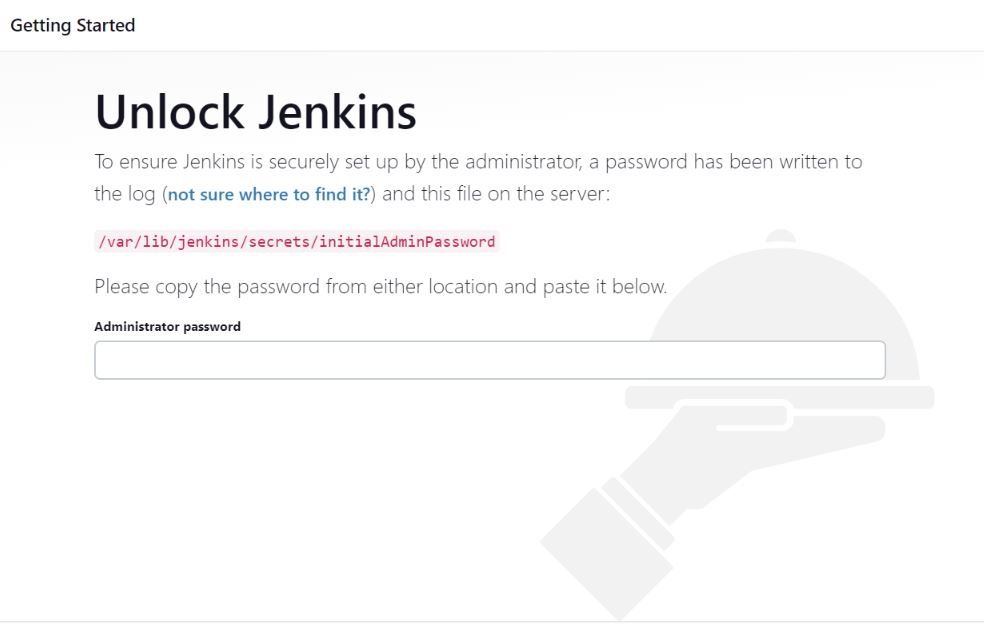 Getting Started
Unlock Jenkins
To ensure Jenkins is securely set up by the administrator, a password has been written to
the log (not sure where to find it?) and this file on the server:
/var/lib/jenkins/secrets/initialAdminPassword
Please copy the password from either location and paste it below.
Administrator password